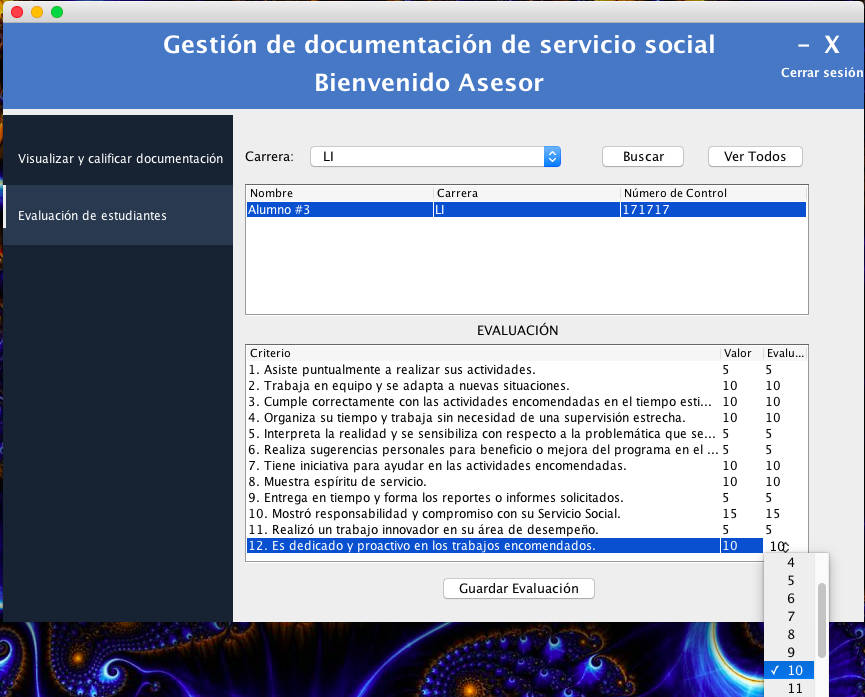 Gestión de documentación de servicio social
– X
Bienvenido Asesor
Cerrar sesión
Visualizar y calificar documentación
Evaluación de estudiantes
Carrera: LI Buscar Ver Todos
Nombre Carrera Número de Control
Alumno #3 LI 171717
EVALUACIÓN
Criterio Valor Evalu...
1. Asiste puntualmente a realizar sus actividades. 5 5
2. Trabaja en equipo y se adapta a nuevas situaciones. 10 10
3. Cumple correctamente con las actividades encomendadas en el tiempo esti... 10 10
4. Organiza su tiempo y trabaja sin necesidad de una supervisión estrecha. 10 10
5. Interpreta la realidad y se sensibiliza con respecto a la problemática que se... 5 5
6. Realiza sugerencias personales para beneficio o mejora del programa en el ... 5 5
7. Tiene iniciativa para ayudar en las actividades encomendadas. 10 10
8. Muestra espíritu de servicio. 10 10
9. Entrega en tiempo y forma los reportes o informes solicitados. 5 5
10. Mostró responsabilidad y compromiso con su Servicio Social. 15 15
11. Realizó un trabajo innovador en su área de desempeño. 5 5
12. Es dedicado y proactivo en los trabajos encomendados. 10 10
Guardar Evaluación
4
5
6
7
8
9
✓ 10
11